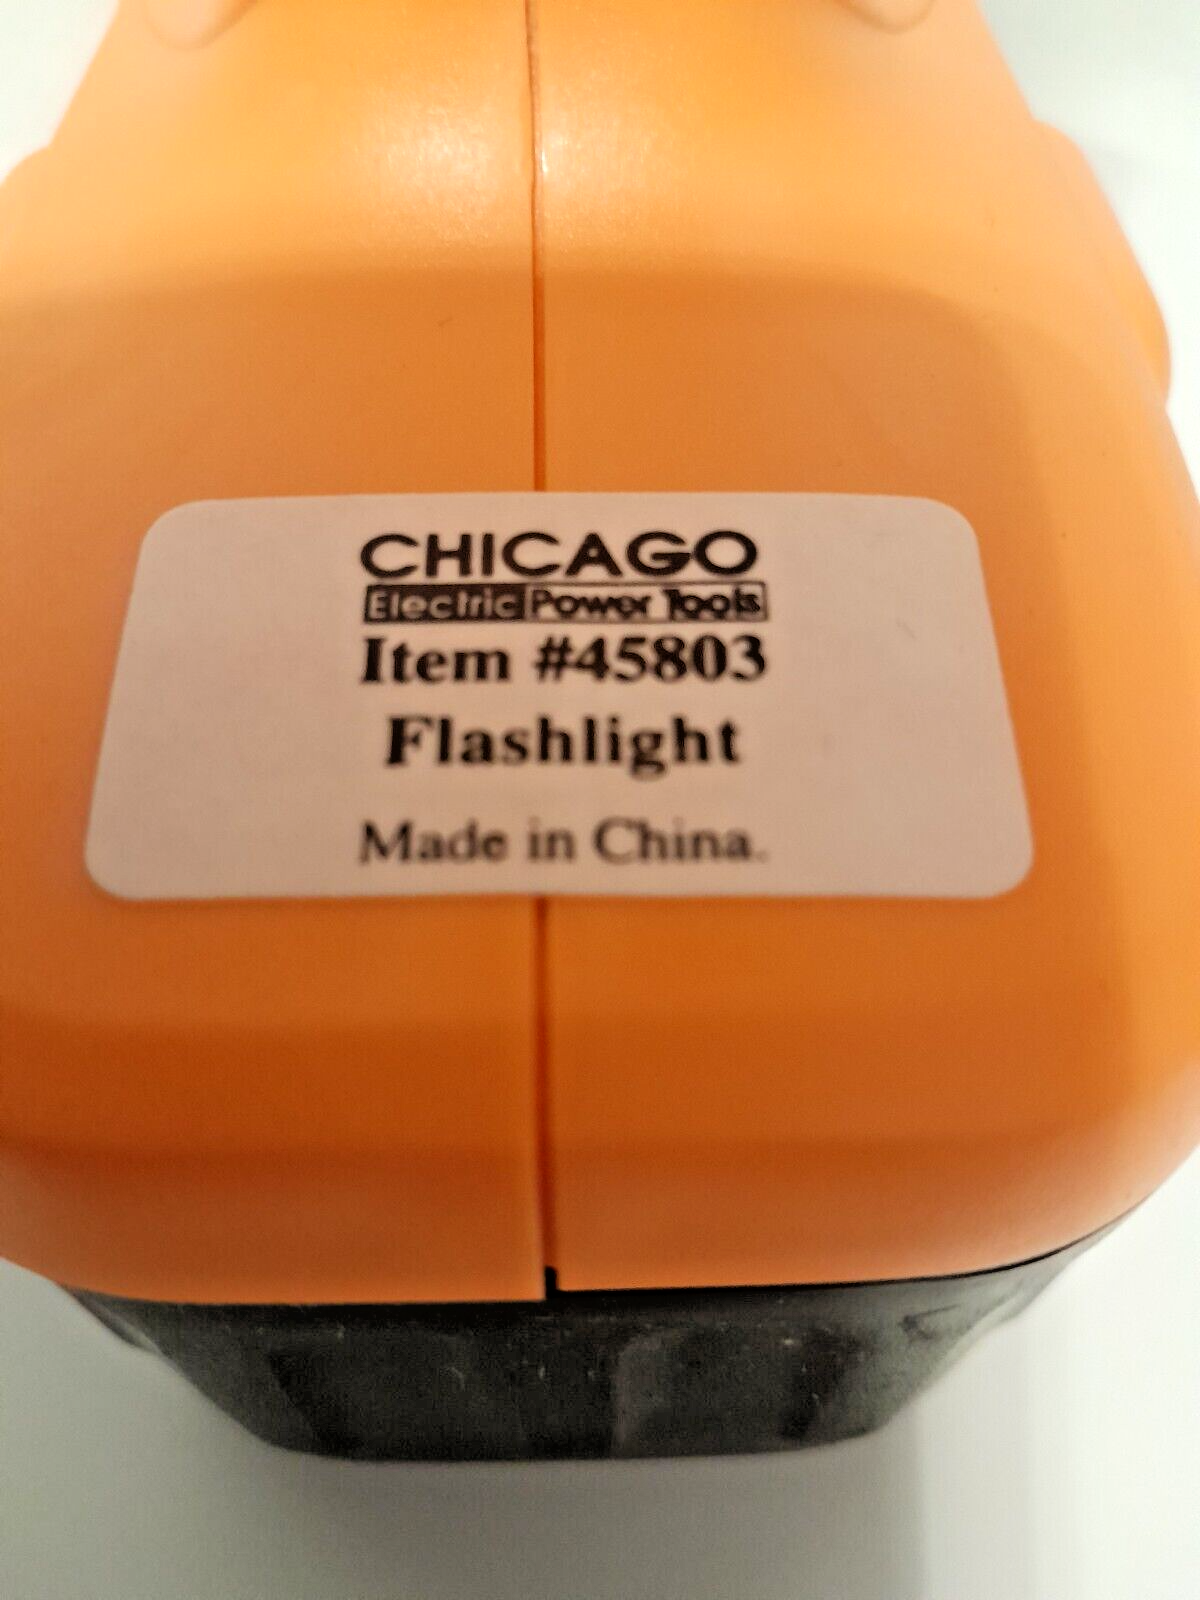 CHICAGO
Electric Power Tools
Item #45803
Flashlight
Made in China.